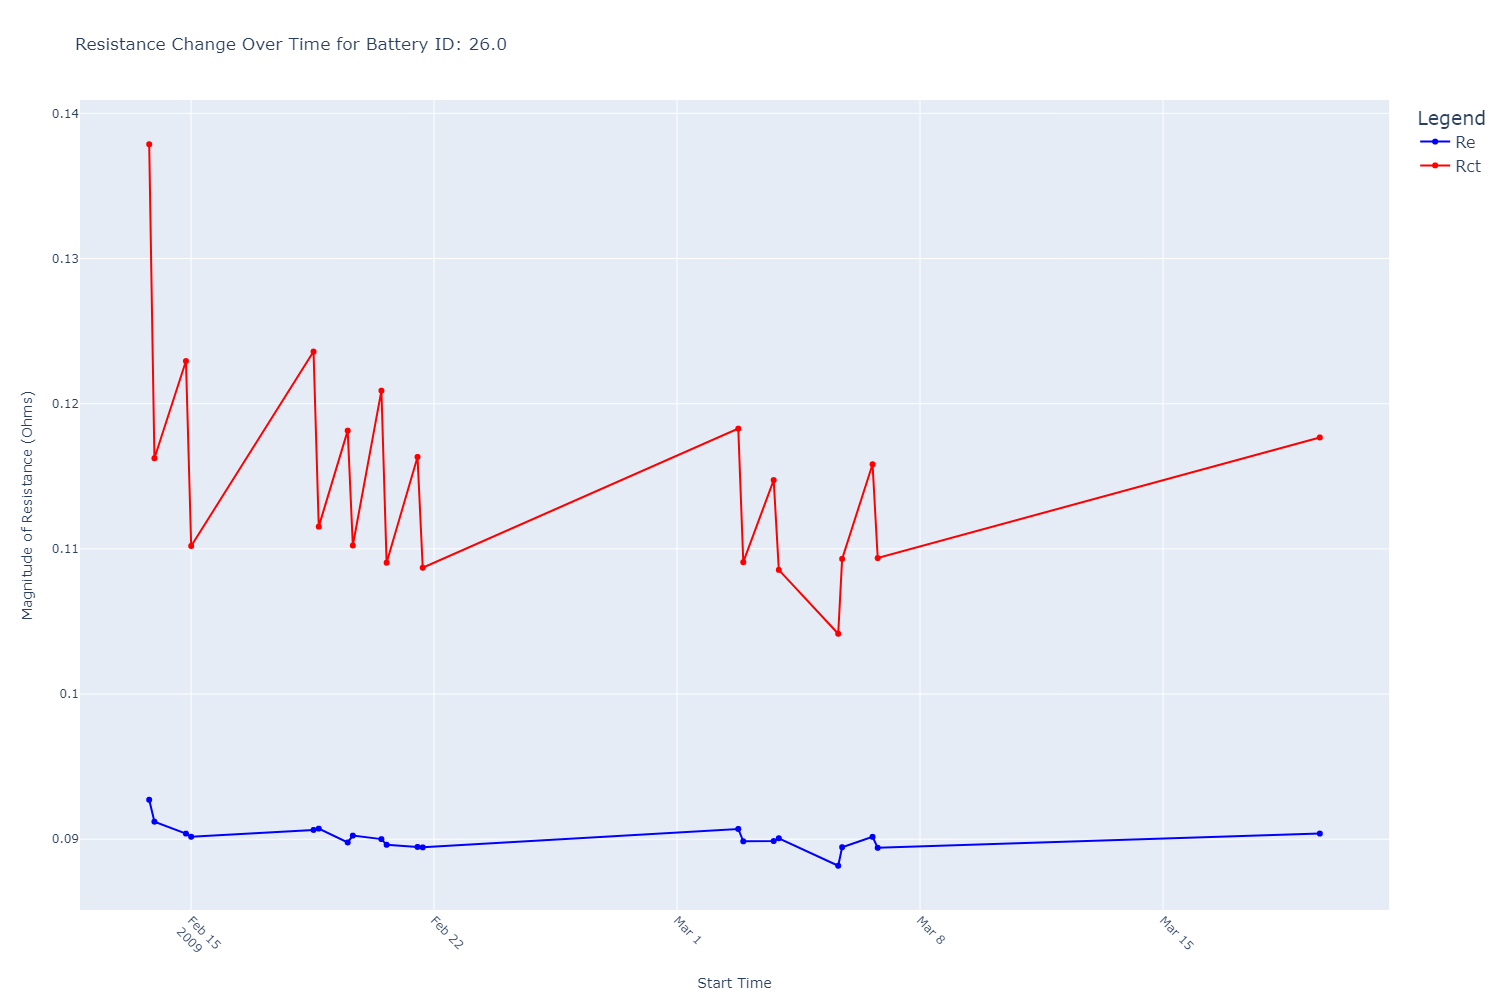 Resistance Change Over Time for Battery ID: 26.0
Legend
Re
Rct
Magnitude of Resistance (Ohms)
0.14
0.13
0.12
0.11
0.1
0.09
Feb 15
2009
Feb 22
Mar 1
Mar 8
Mar 15
Start Time